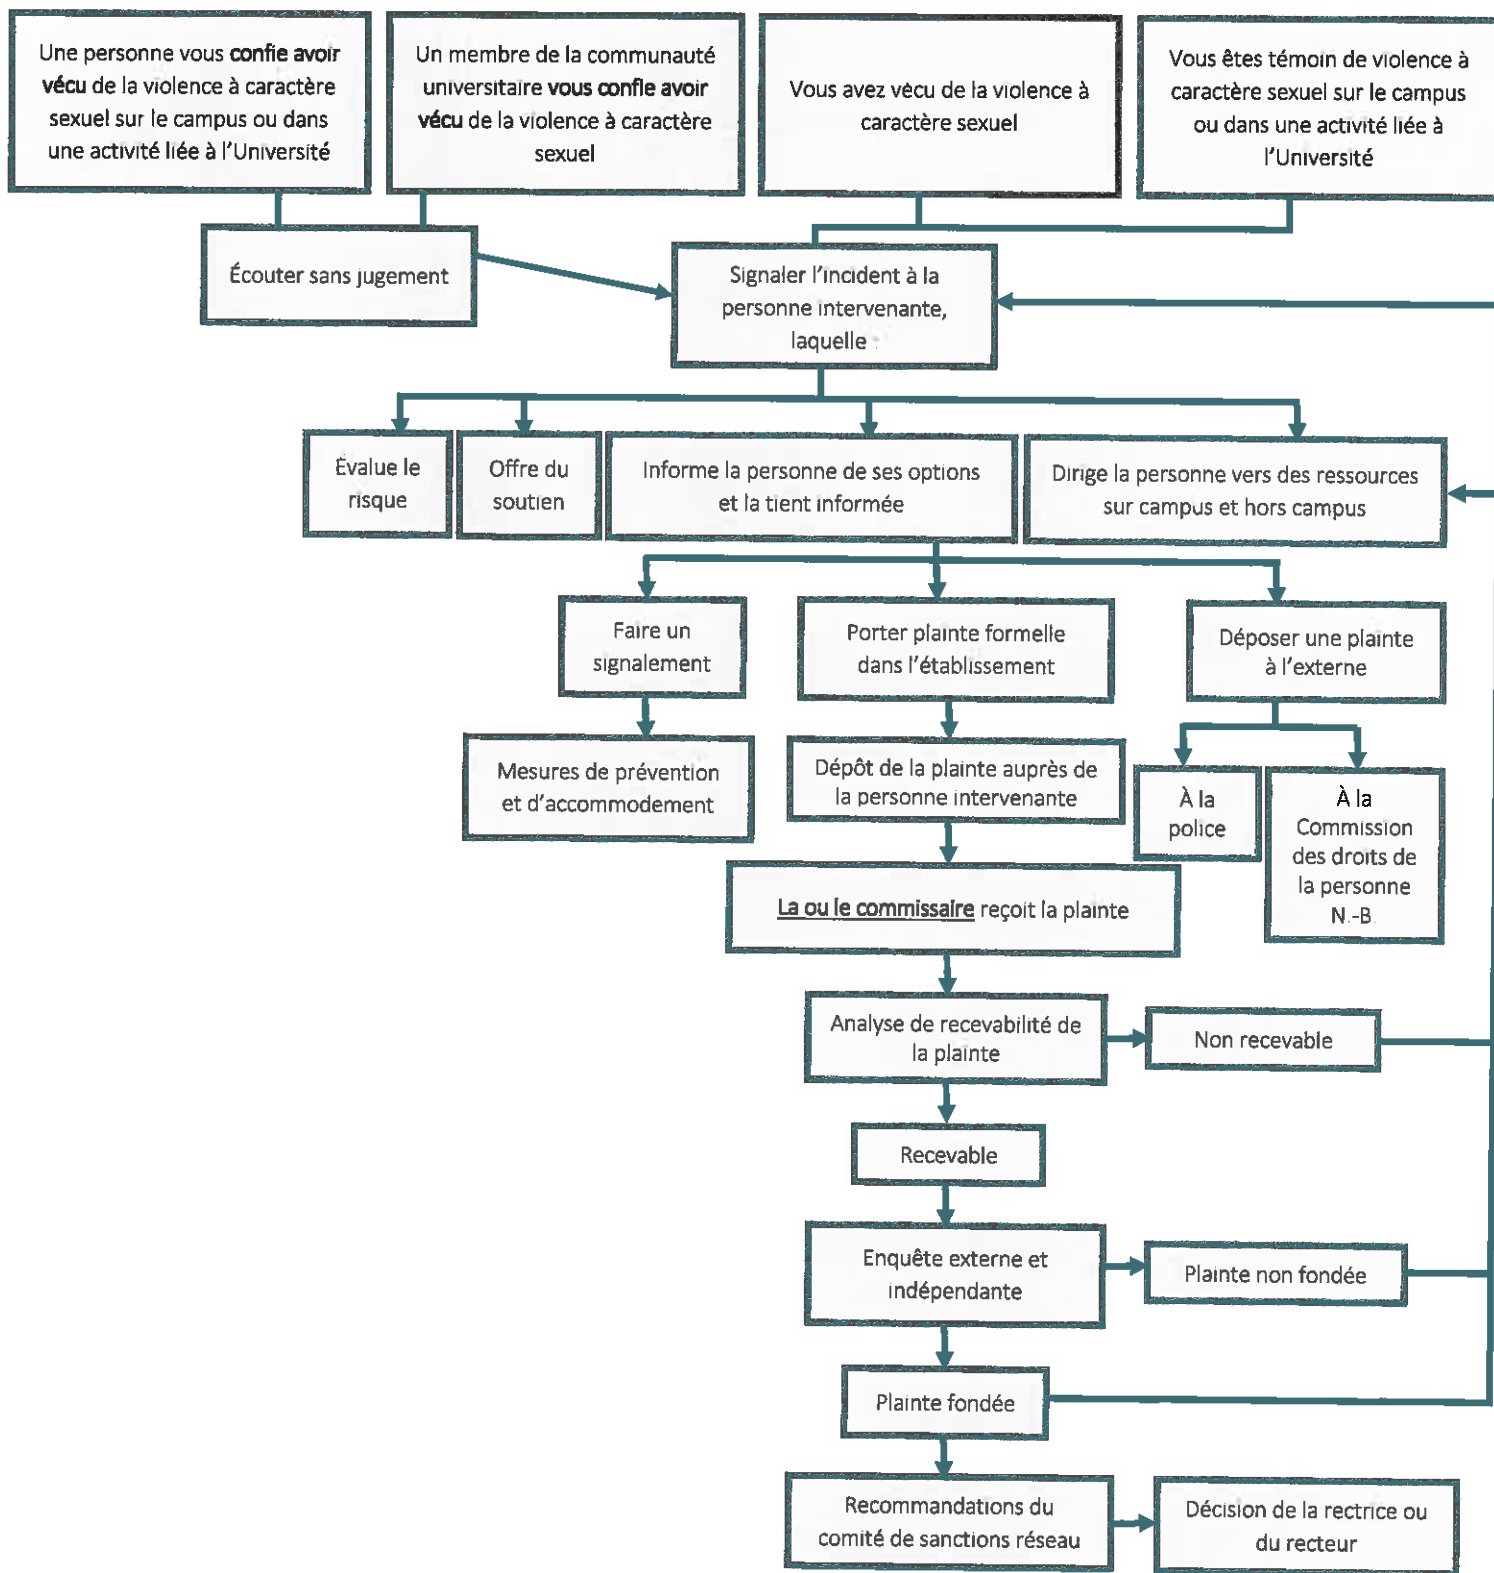 Une personne vous confie avoir
vécu de la violence à caractère
sexuel sur le campus ou dans
une activité liée à l'Université
Un membre de la communauté
universitaire vous confie avoir
vécu de la violence à caractère
sexuel
Vous avez vécu de la violence à
caractère sexuel
Vous êtes témoin de violence à
caractère sexuel sur le campus
ou dans une activité liée à
l'Université
Écouter sans jugement
Signaler l'incident à la
personne intervenante,
laquelle
Évalue le
risque
Offre du
soutien
Informe la personne de ses options
et la tient informée
Dirige la personne vers des ressources
sur campus et hors campus
Faire un
signalement
Porter plainte formelle
dans l'établissement
Déposer une plainte
à l'externe
Mesures de prévention
et d'accommodement
Dépôt de la plainte auprès de
la personne intervenante
À la
police
À la
Commission
des droits de
la personne
N.-B.
La ou le commissaire reçoit la plainte
Analyse de recevabilité de
la plainte
Non recevable
Recevable
Enquête externe et
indépendante
Plainte non fondée
Plainte fondée
Recommandations du
comité de sanctions réseau
Décision de la rectrice ou
du recteur